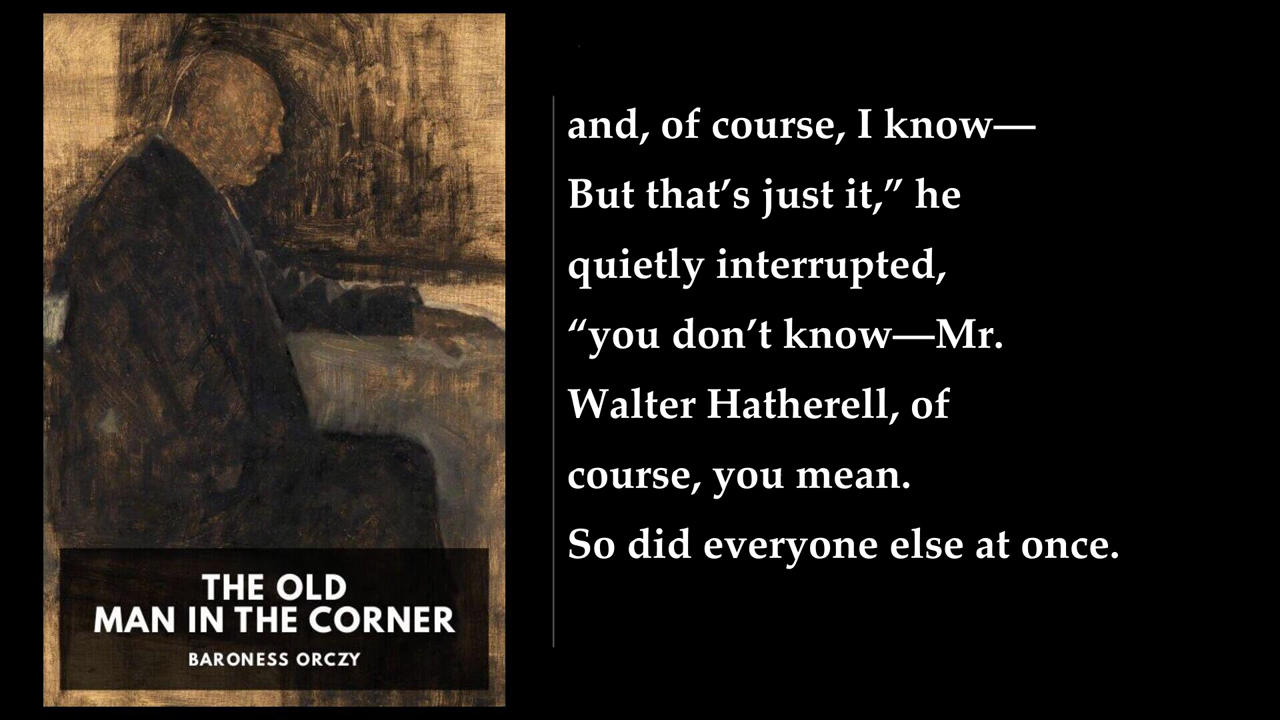 THE OLD
MAN IN THE CORNER
BARONESS ORCZY
and, of course, I know—
But that’s just it,” he
quietly interrupted,
“you don’t know—Mr.
Walter Hatherell, of
course, you mean.
So did everyone else at once.